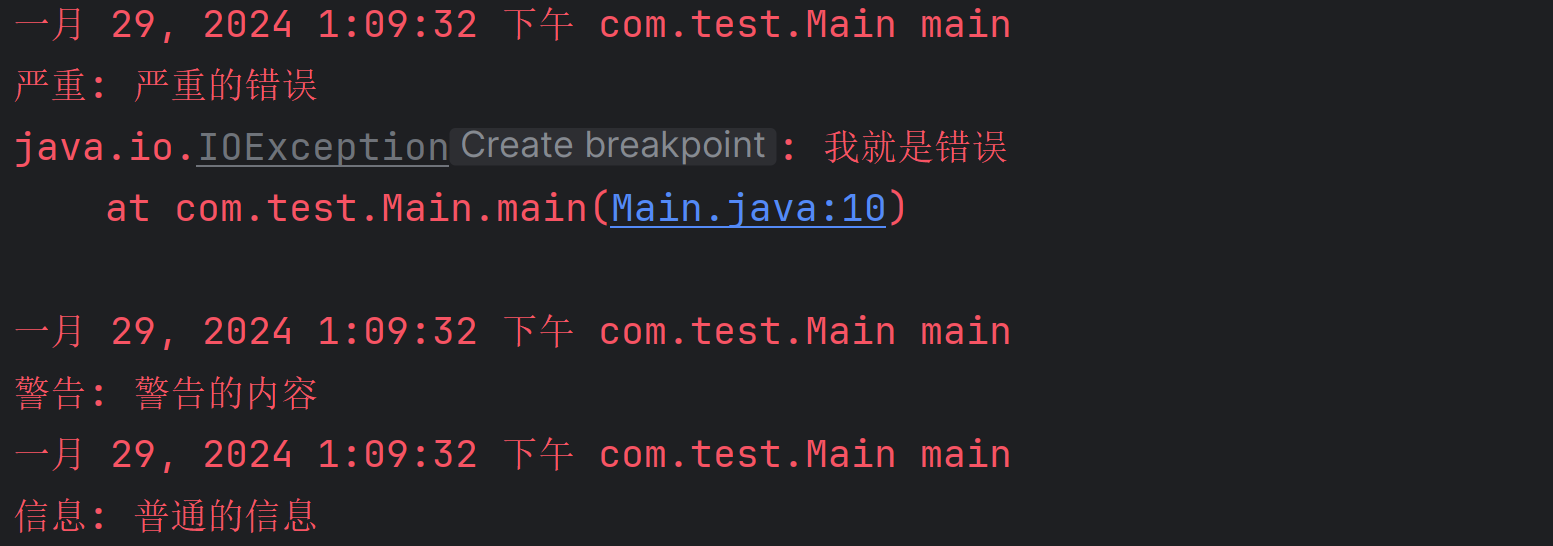 一月 29, 2024 1:09:32 下午 com.test.Main main
严重: 严重的错误
java.io.IOException Create breakpoint : 我就是错误
    at com.test.Main.main(Main.java:10)
一月 29, 2024 1:09:32 下午 com.test.Main main
警告: 警告的内容
一月 29, 2024 1:09:32 下午 com.test.Main main
信息: 普通的信息